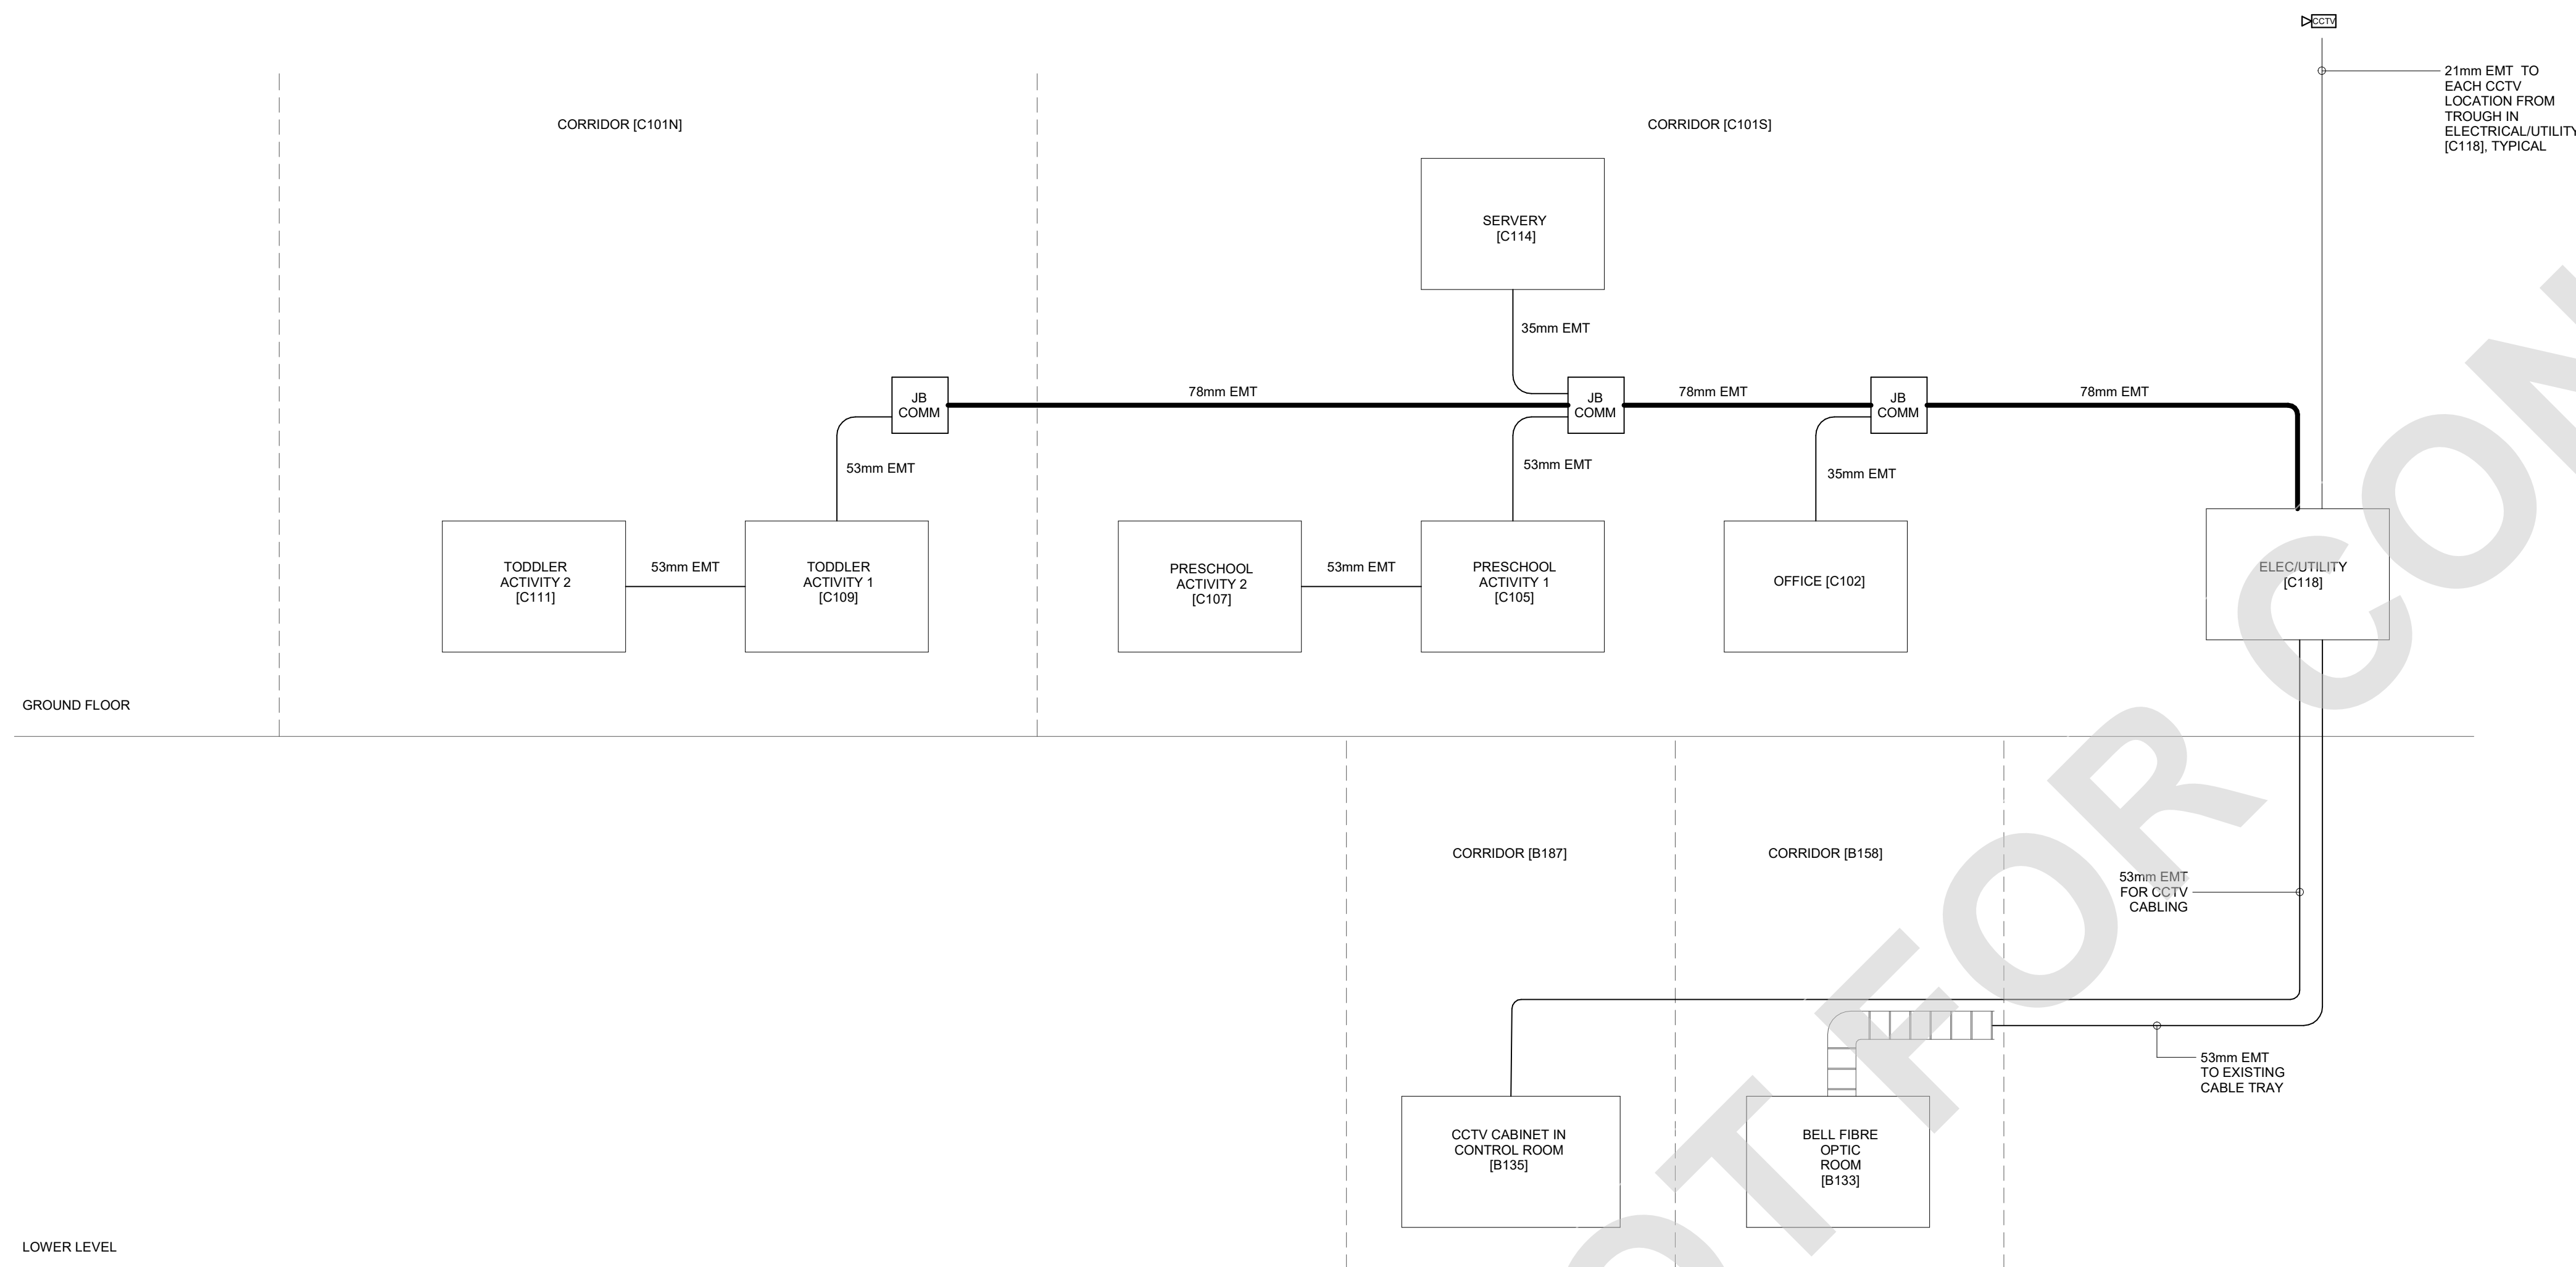 CCTV
21mm EMT TO
EACH CCTV
LOCATION FROM
TROUGH IN
ELECTRICAL/UTILITY
[C118], TYPICAL
CORRIDOR [C101N]
CORRIDOR [C101S]
SERVERY
[C114]
35mm EMT
JB
COMM
78mm EMT
JB
COMM
78mm EMT
JB
COMM
78mm EMT
53mm EMT
53mm EMT
35mm EMT
TODDLER
ACTIVITY 2
[C111]
53mm EMT
TODDLER
ACTIVITY 1
[C109]
PRESCHOOL
ACTIVITY 2
[C107]
53mm EMT
PRESCHOOL
ACTIVITY 1
[C105]
OFFICE [C102]
ELEC/UTILITY
[C118]
GROUND FLOOR
CORRIDOR [B187]
CORRIDOR [B158]
53mm EMT
FOR CCTV
CABLING
53mm EMT
TO EXISTING
CABLE TRAY
CCTV CABINET IN
CONTROL ROOM
[B135]
BELL FIBRE
OPTIC
ROOM
[B133]
LOWER LEVEL
OT FOR CON